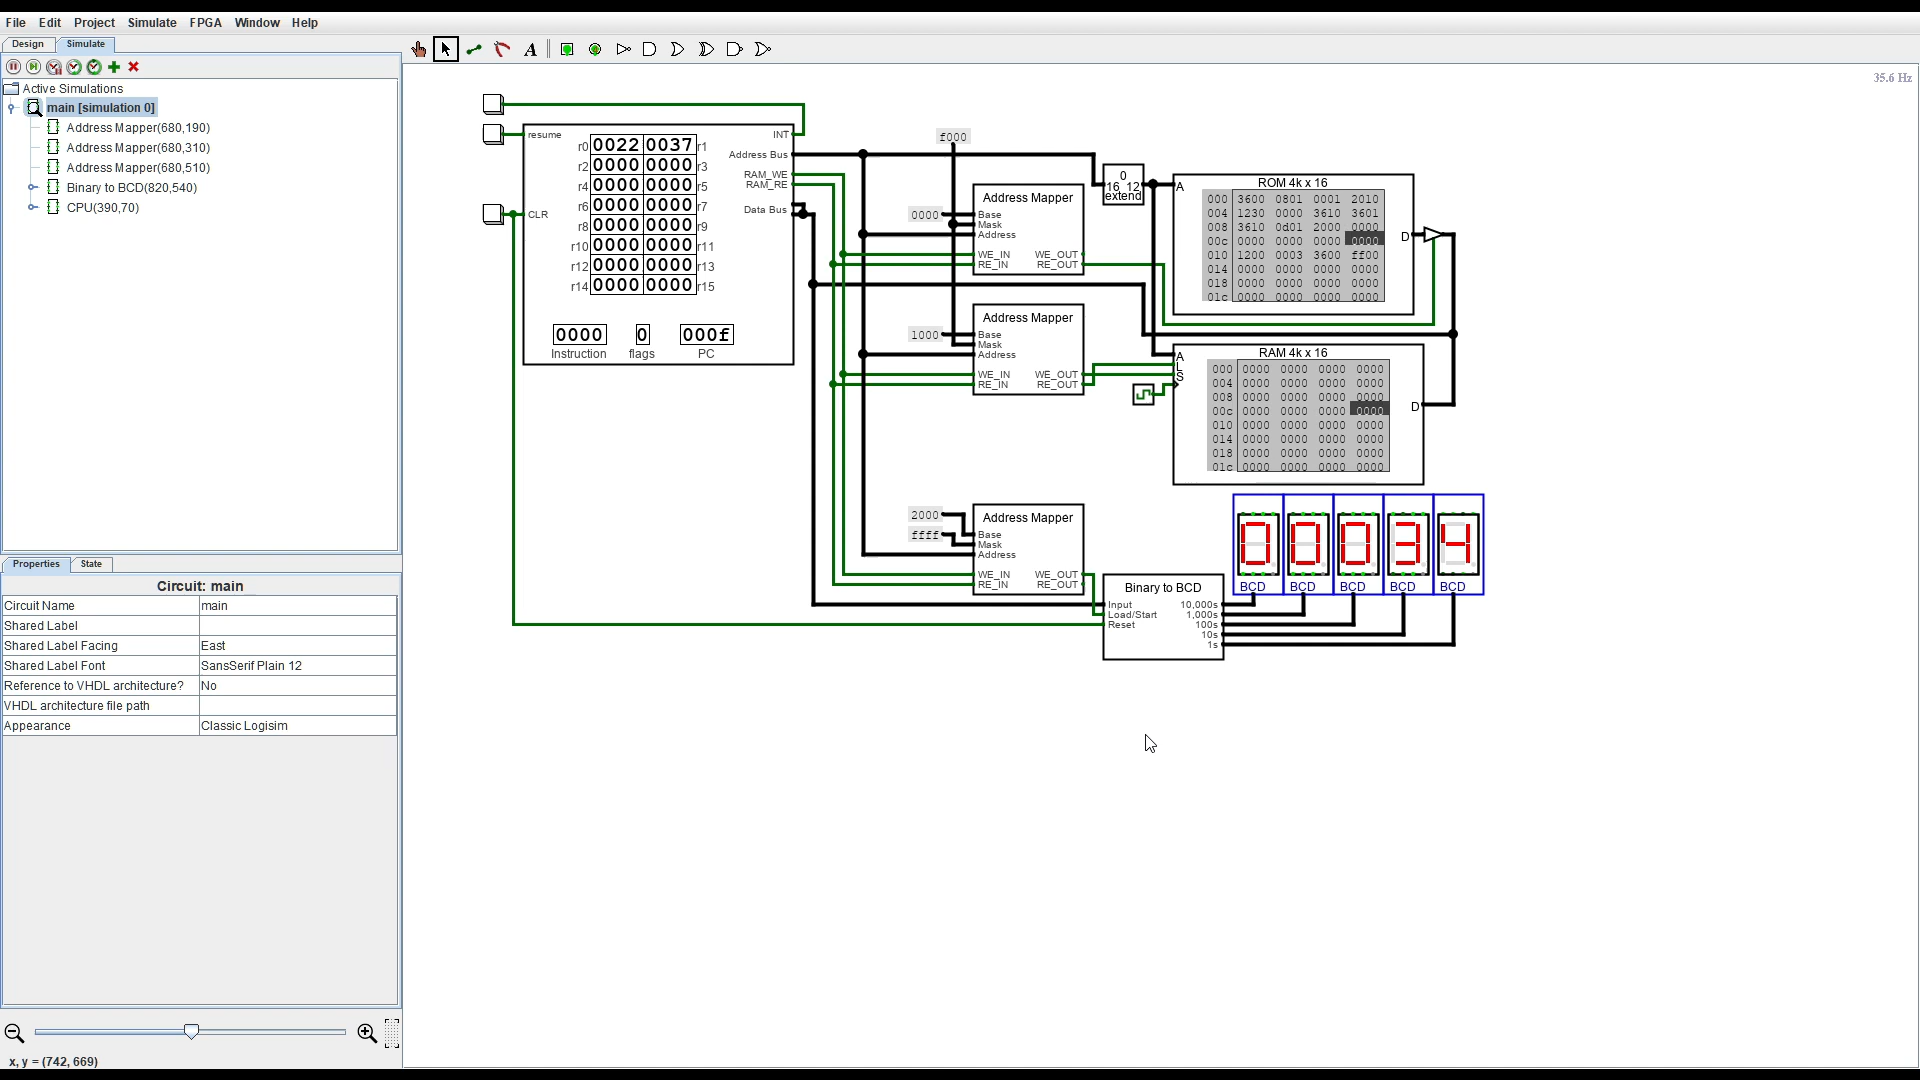 File Edit Project Simulate FPGA Window Help
Design Simulate
A
Active Simulations
main [simulation 0]
Address Mapper(680,190)
Address Mapper(680,310)
Address Mapper(680,510)
Binary to BCD(820,540)
CPU(390,70)
Properties State
Circuit: main
Circuit Name main
Shared Label
Shared Label Facing East
Shared Label Font SansSerif Plain 12
Reference to VHDL architecture? No
VHDL architecture file path
Appearance Classic Logisim
x, y = (742, 669)
35.6 Hz
resume INT
r0 0022 0037 r1
r2 0000 0000 r3
r4 0000 0000 r5
r6 0000 0000 r7
r8 0000 0000 r9
r10 0000 0000 r11
r12 0000 0000 r13
r14 0000 0000 r15
Address Bus
RAM_WE
RAM_RE
Data Bus
CLR
0000 0 000f
Instruction flags PC
f000
Address Mapper
0000 Base
Mask
Address
WE_IN WE_OUT
RE_IN RE_OUT
Address Mapper
1000 Base
Mask
Address
WE_IN WE_OUT
RE_IN RE_OUT
Address Mapper
2000
ffff Base
Mask
Address
WE_IN WE_OUT
RE_IN RE_OUT
0
16 12
extend
ROM 4k x 16
A
000 3600 0801 0001 2010
004 1230 0000 3610 3601
008 3610 0d01 2000 0000
00c 0000 0000 0000 0000
010 1200 0003 3600 ff00
014 0000 0000 0000 0000
018 0000 0000 0000 0000
01c 0000 0000 0000 0000
D
RAM 4k x 16
A
L
S
000 0000 0000 0000 0000
004 0000 0000 0000 0000
008 0000 0000 0000 0000
00c 0000 0000 0000 0000
010 0000 0000 0000 0000
014 0000 0000 0000 0000
018 0000 0000 0000 0000
01c 0000 0000 0000 0000
D
0 0 0 3 4
BCD BCD BCD BCD BCD
Binary to BCD
Input 10,000s
Load/Start 1,000s
Reset 100s
10s
1s